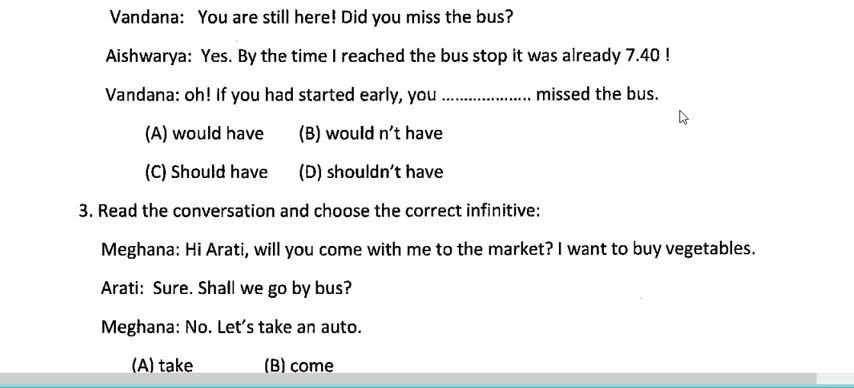 Vandana: You are still here! Did you miss the bus?
Aishwarya: Yes. By the time I reached the bus stop it was already 7.40 !
Vandana: oh! If you had started early, you .................... missed the bus.
(A) would have (B) would n't have
(C) Should have (D) shouldn't have
3. Read the conversation and choose the correct infinitive:
Meghana: Hi Arati, will you come with me to the market? I want to buy vegetables.
Arati: Sure. Shall we go by bus?
Meghana: No. Let's take an auto.
(A) take (B) come